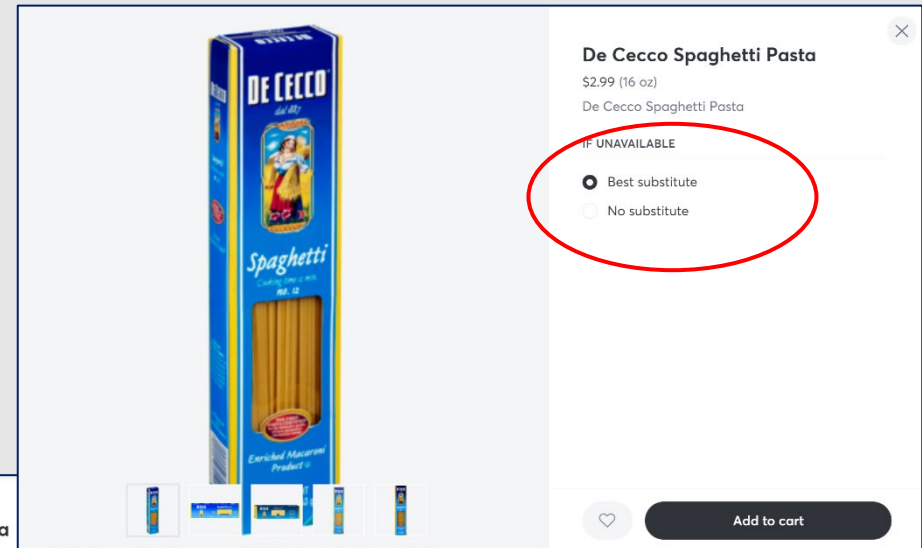 De Cecco Spaghetti Pasta
$2.99 (16 oz)
De Cecco Spaghetti Pasta
IF UNAVAILABLE
Best substitute
No substitute
Add to cart
DE CECCO
dal 1887
Spaghetti
no. 12
Enriched Macaroni
Product
a